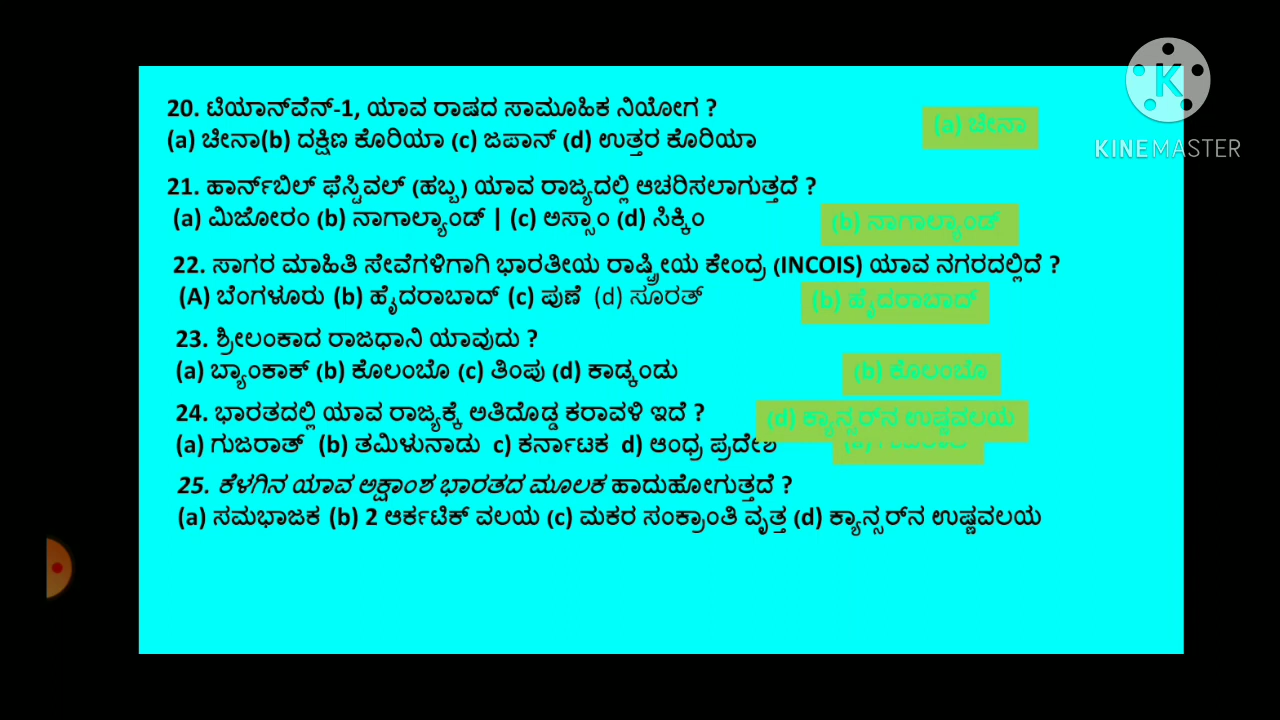 20. ಟಿಯಾನ್‌ವೆನ್-1, ಯಾವ ರಾಷದ ಸಾಮೂಹಿಕ ನಿಯೋಗ ?
(a) ಚೀನಾ(b) ದಕ್ಷಿಣ ಕೊರಿಯಾ (c) ಜಪಾನ್ (d) ಉತ್ತರ ಕೊರಿಯಾ
(a) ಚೀನಾ
KINEMASTER
21. ಹಾರ್ನ್‌ಬಿಲ್ ಫೆಸ್ಟಿವಲ್ (ಹಬ್ಬ) ಯಾವ ರಾಜ್ಯದಲ್ಲಿ ಆಚರಿಸಲಾಗುತ್ತದೆ ?
(a) ಮಿಜೋರಂ (b) ನಾಗಾಲ್ಯಾಂಡ್ | (c) ಅಸ್ಸಾಂ (d) ಸಿಕ್ಕಿಂ
(b) ನಾಗಾಲ್ಯಾಂಡ್
22. ಸಾಗರ ಮಾಹಿತಿ ಸೇವೆಗಳಿಗಾಗಿ ಭಾರತೀಯ ರಾಷ್ಟ್ರೀಯ ಕೇಂದ್ರ (INCOIS) ಯಾವ ನಗರದಲ್ಲಿದೆ ?
(A) ಬೆಂಗಳೂರು (b) ಹೈದರಾಬಾದ್ (c) ಪುಣೆ (d) ಸೂರತ್
(b) ಹೈದರಾಬಾದ್
23. ಶ್ರೀಲಂಕಾದ ರಾಜಧಾನಿ ಯಾವುದು ?
(a) ಬ್ಯಾಂಕಾಕ್ (b) ಕೊಲಂಬೊ (c) ತಿಂಪು (d) ಕಾಡ್ಕಂಡು
(b) ಕೊಲಂಬೊ
24. ಭಾರತದಲ್ಲಿ ಯಾವ ರಾಜ್ಯಕ್ಕೆ ಅತಿದೊಡ್ಡ ಕರಾವಳಿ ಇದೆ ?
(d) ಕ್ಯಾನ್ಸರ್‌ನ ಉಷ್ಣವಲಯ
(a) ಗುಜರಾತ್ (b) ತಮಿಳುನಾಡು c) ಕರ್ನಾಟಕ d) ಆಂಧ್ರ ಪ್ರದೇಶ
25. ಕೆಳಗಿನ ಯಾವ ಅಕ್ಷಾಂಶ ಭಾರತದ ಮೂಲಕ ಹಾದುಹೋಗುತ್ತದೆ ?
(a) ಸಮಭಾಜಕ (b) 2 ಆರ್ಕಟಿಕ್ ವಲಯ (c) ಮಕರ ಸಂಕ್ರಾಂತಿ ವೃತ್ತ (d) ಕ್ಯಾನ್ಸರ್‌ನ ಉಷ್ಣವಲಯ